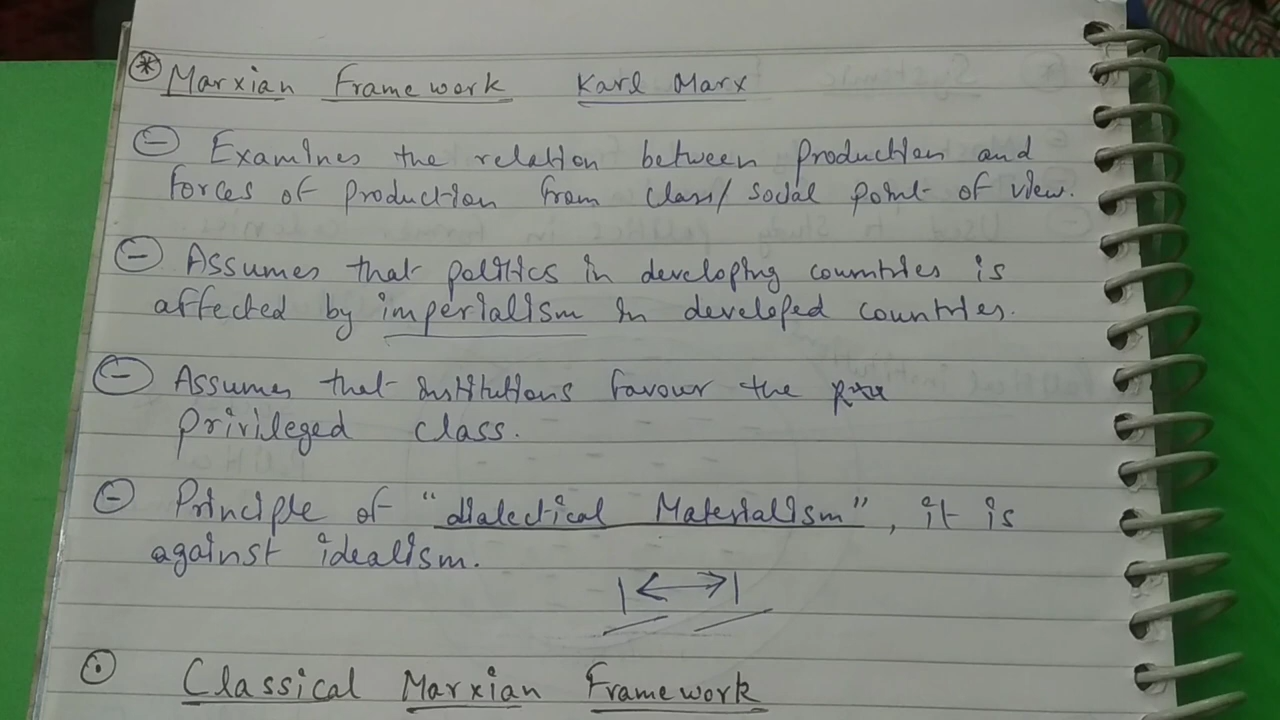 * Marxian Framework Karl Marx
- Examines the relation between production and
forces of production from class/social point of view.
- Assumes that politics in developing countries is
affected by imperialism in developed countries.
- Assumes that institutions favour the
privileged class.
- Principle of "dialectical Materialism", it is
against idealism.
Classical Marxian Framework